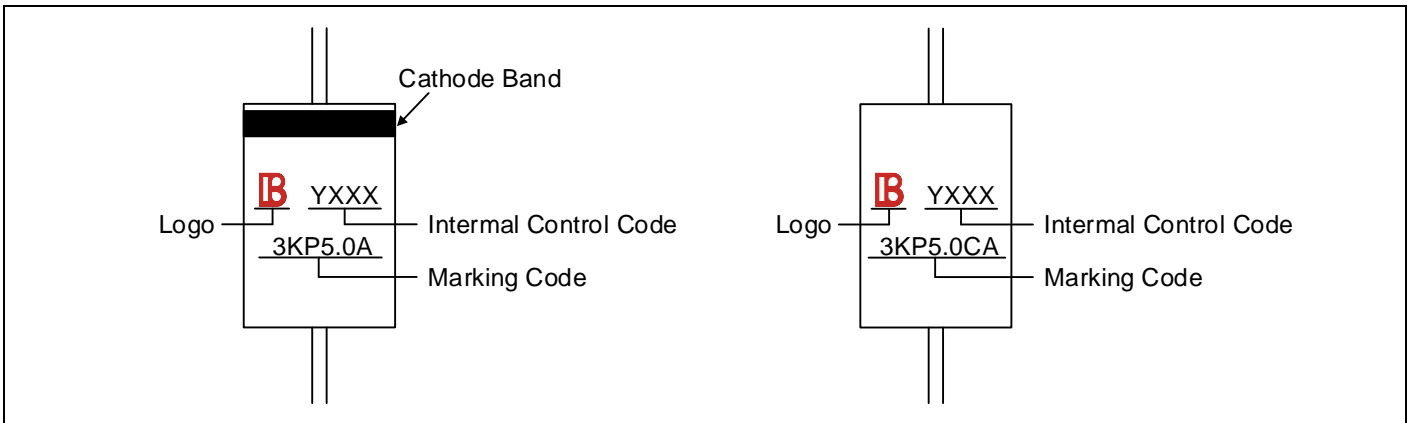 Cathode Band
B YXXX
Logo
Intermal Control Code
3KP5.0A
Marking Code
B YXXX
Logo
Intermal Control Code
3KP5.0CA
Marking Code